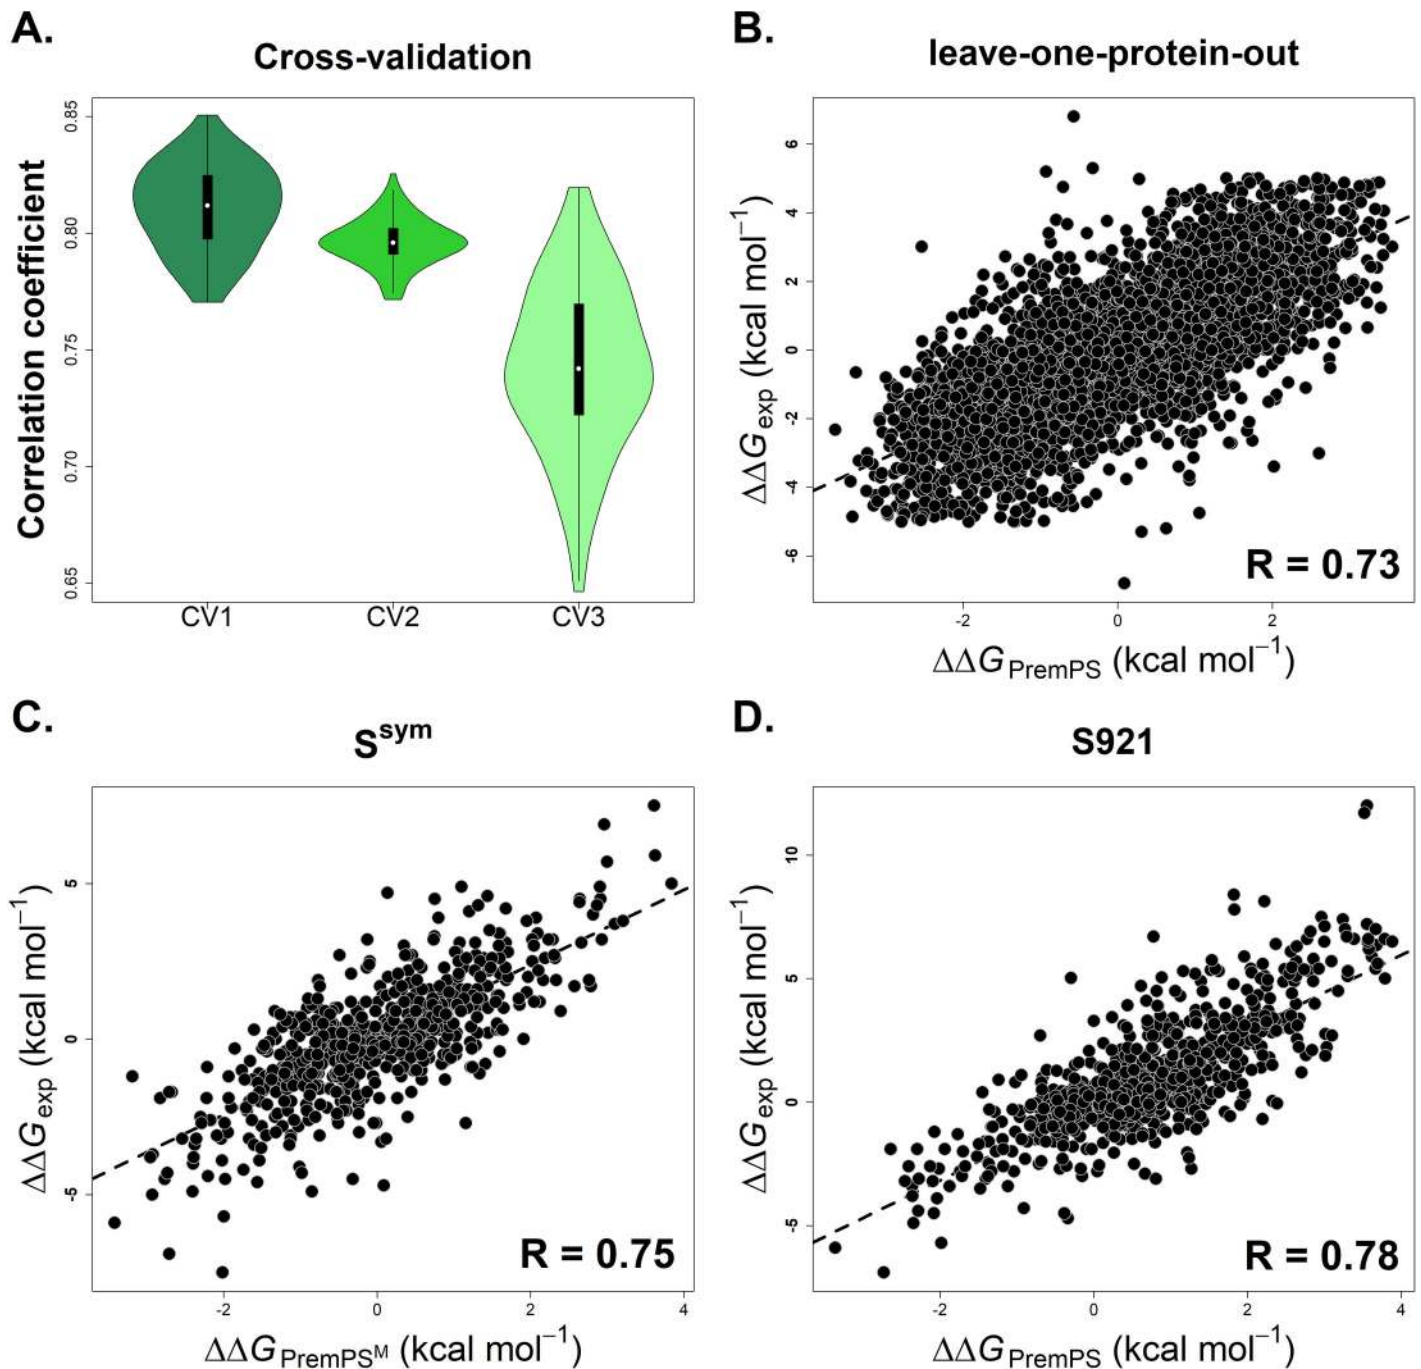 A.
Cross-validation
Correlation coefficient
0.85
0.80
0.75
0.70
0.65
CV1 CV2 CV3
B.
leave-one-protein-out
ΔΔGexp (kcal mol⁻¹)
6
4
2
0
-2
-4
-6
R = 0.73
-2 0 2
ΔΔGPremPS (kcal mol⁻¹)
C.
Ssym
ΔΔGexp (kcal mol⁻¹)
5
0
-5
R = 0.75
-2 0 2 4
ΔΔGPremPSᴹ (kcal mol⁻¹)
D.
S921
ΔΔGexp (kcal mol⁻¹)
10
5
0
-5
R = 0.78
-2 0 2 4
ΔΔGPremPS (kcal mol⁻¹)